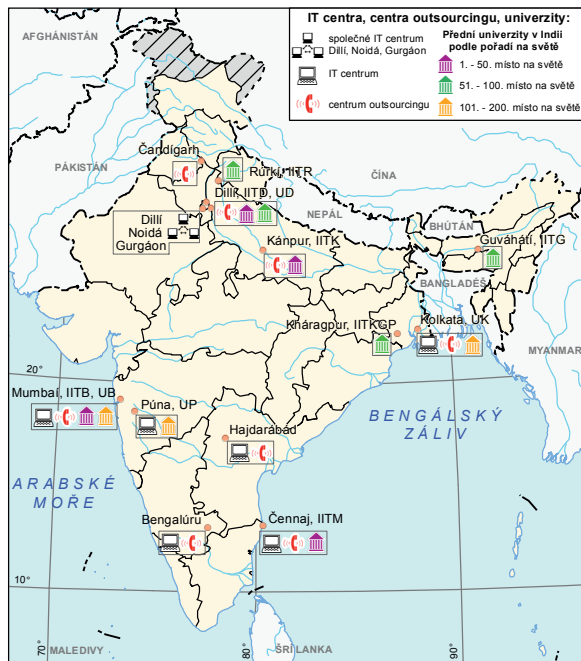 IT centra, centra outsourcingu, univerzity:
společné IT centrum
Dillí, Noidá, Gurgáon
IT centrum
centrum outsourcingu
Přední univerzity v Indii
podle pořadí na světě
1. - 50. místo na světě
51. - 100. místo na světě
101. - 200. místo na světě
AFGHÁNISTÁN
PÁKISTÁN
ČÍNA
NEPÁL
BHÚTÁN
BANGLADÉŠ
MYANMAR
Čandígarh
Rúrkí, IITR
Dillí, IITD, UD
Dillí
Noidá
Gurgáon
Kánpur, IITK
Guváhátí, IITG
Kháragpur, IITKGP
Kolkata, UK
20°
Mumbaí, IITB, UB
Púna, UP
Hajdarábád
BENGÁLSKÝ
ZÁLIV
ARABSKÉ
MOŘE
Bengalúru
Čennaj, IITM
10°
70°
MALEDIVY
80°
ŠRÍ LANKA
90°